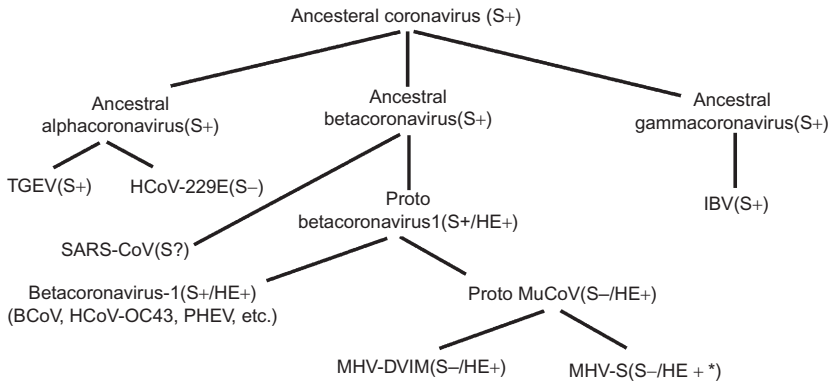 Ancesteral coronavirus (S+)
Ancestral
alphacoronavirus(S+)
Ancestral
betacoronavirus(S+)
Ancestral
gammacoronavirus(S+)
TGEV(S+)
HCoV-229E(S–)
Proto
betacoronavirus1(S+/HE+)
IBV(S+)
SARS-CoV(S?)
Betacoronavirus-1(S+/HE+)
(BCoV, HCoV-OC43, PHEV, etc.)
Proto MuCoV(S–/HE+)
MHV-DVIM(S–/HE+)
MHV-S(S–/HE + *)